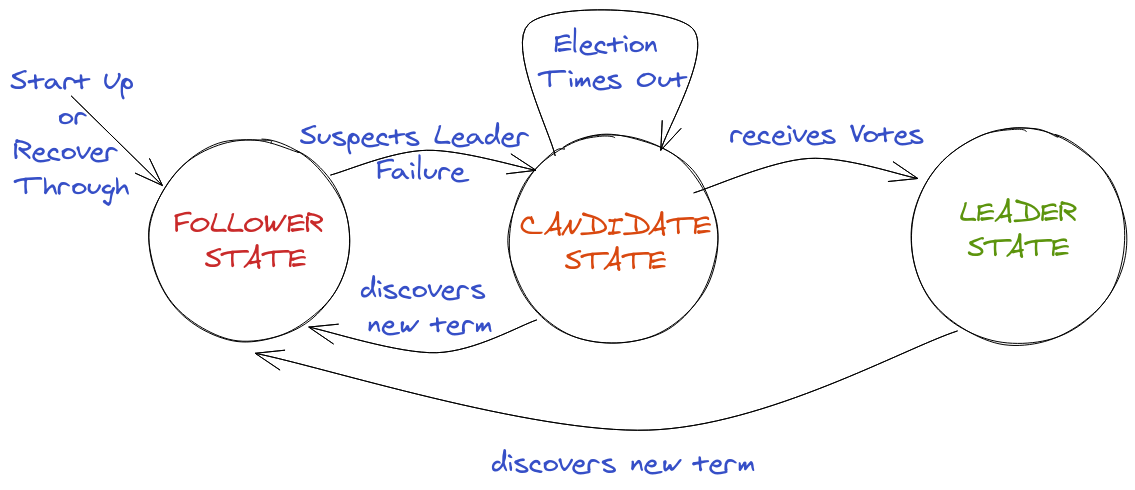 Start Up
or
Recover
Through
Suspects Leader
Failure
Election
Times Out
receives Votes
FOLLOWER
STATE
CANDIDATE
STATE
LEADER
STATE
discovers
new term
discovers new term